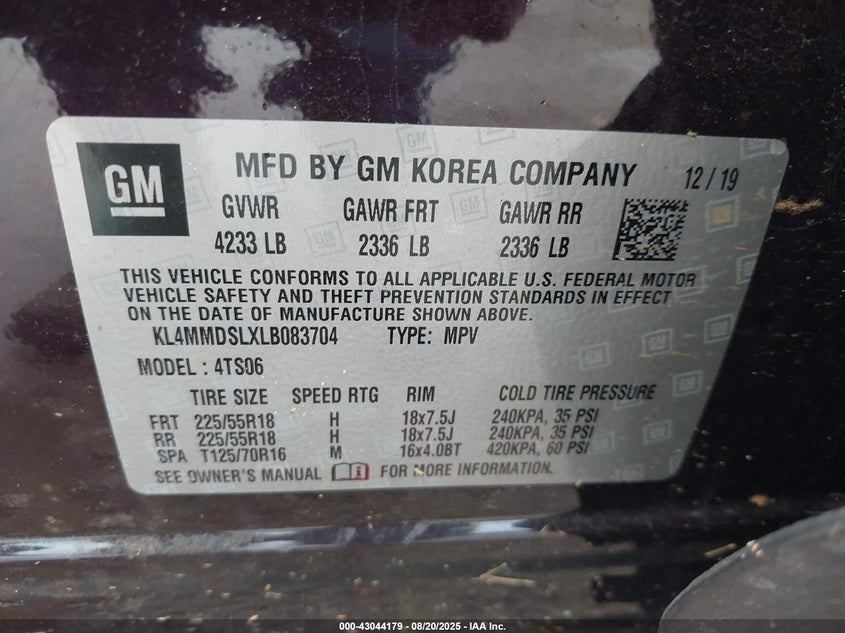 GM
MFD BY GM KOREA COMPANY 12 / 19
GVWR GAWR FRT GAWR RR
4233 LB 2336 LB 2336 LB
THIS VEHICLE CONFORMS TO ALL APPLICABLE U.S. FEDERAL MOTOR
VEHICLE SAFETY AND THEFT PREVENTION STANDARDS IN EFFECT
ON THE DATE OF MANUFACTURE SHOWN ABOVE.
KL4MMDSLXLB083704 TYPE: MPV
MODEL : 4TS06
TIRE SIZE SPEED RTG RIM COLD TIRE PRESSURE
FRT 225/55R18 H 18x7.5J 240KPA, 35 PSI
RR 225/55R18 H 18x7.5J 240KPA, 35 PSI
SPA T125/70R16 M 16x4.0BT 420KPA, 60 PSI
SEE OWNER'S MANUAL i FOR MORE INFORMATION.
000-43044179 - 08/20/2025 - IAA Inc.